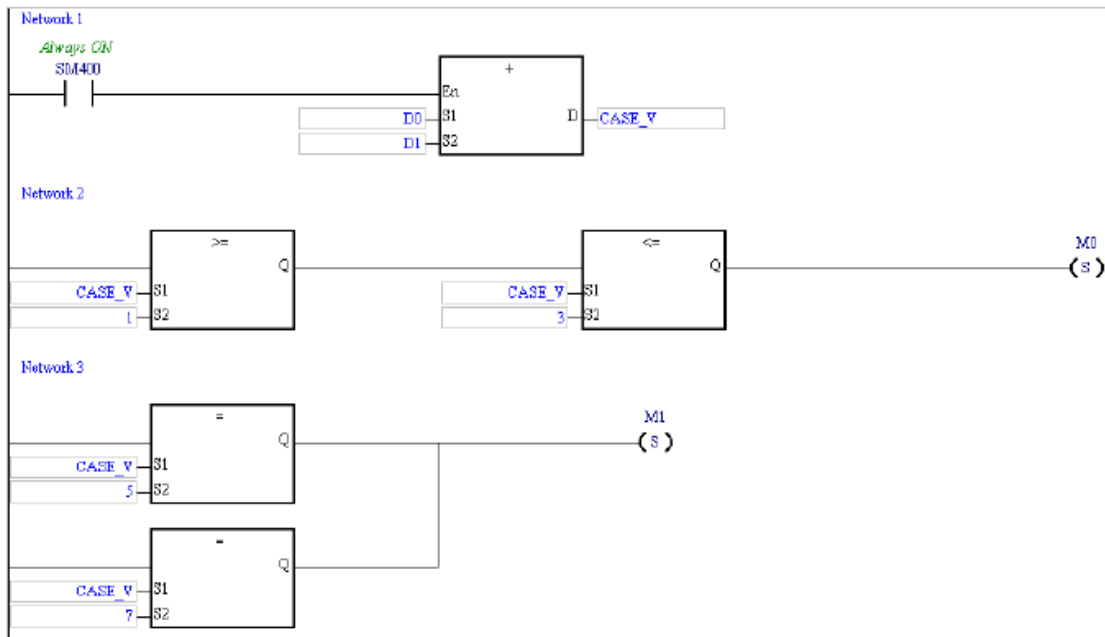 Network 1
Always ON
SM400
+
En
D0 S1 D CASE_V
D1 S2
Network 2
>= <= M0
Q Q ( S )
CASE_V S1 CASE_V S1
1 S2 3 S2
Network 3
= M1
Q ( S )
CASE_V S1
5 S2
=
Q
CASE_V S1
7 S2